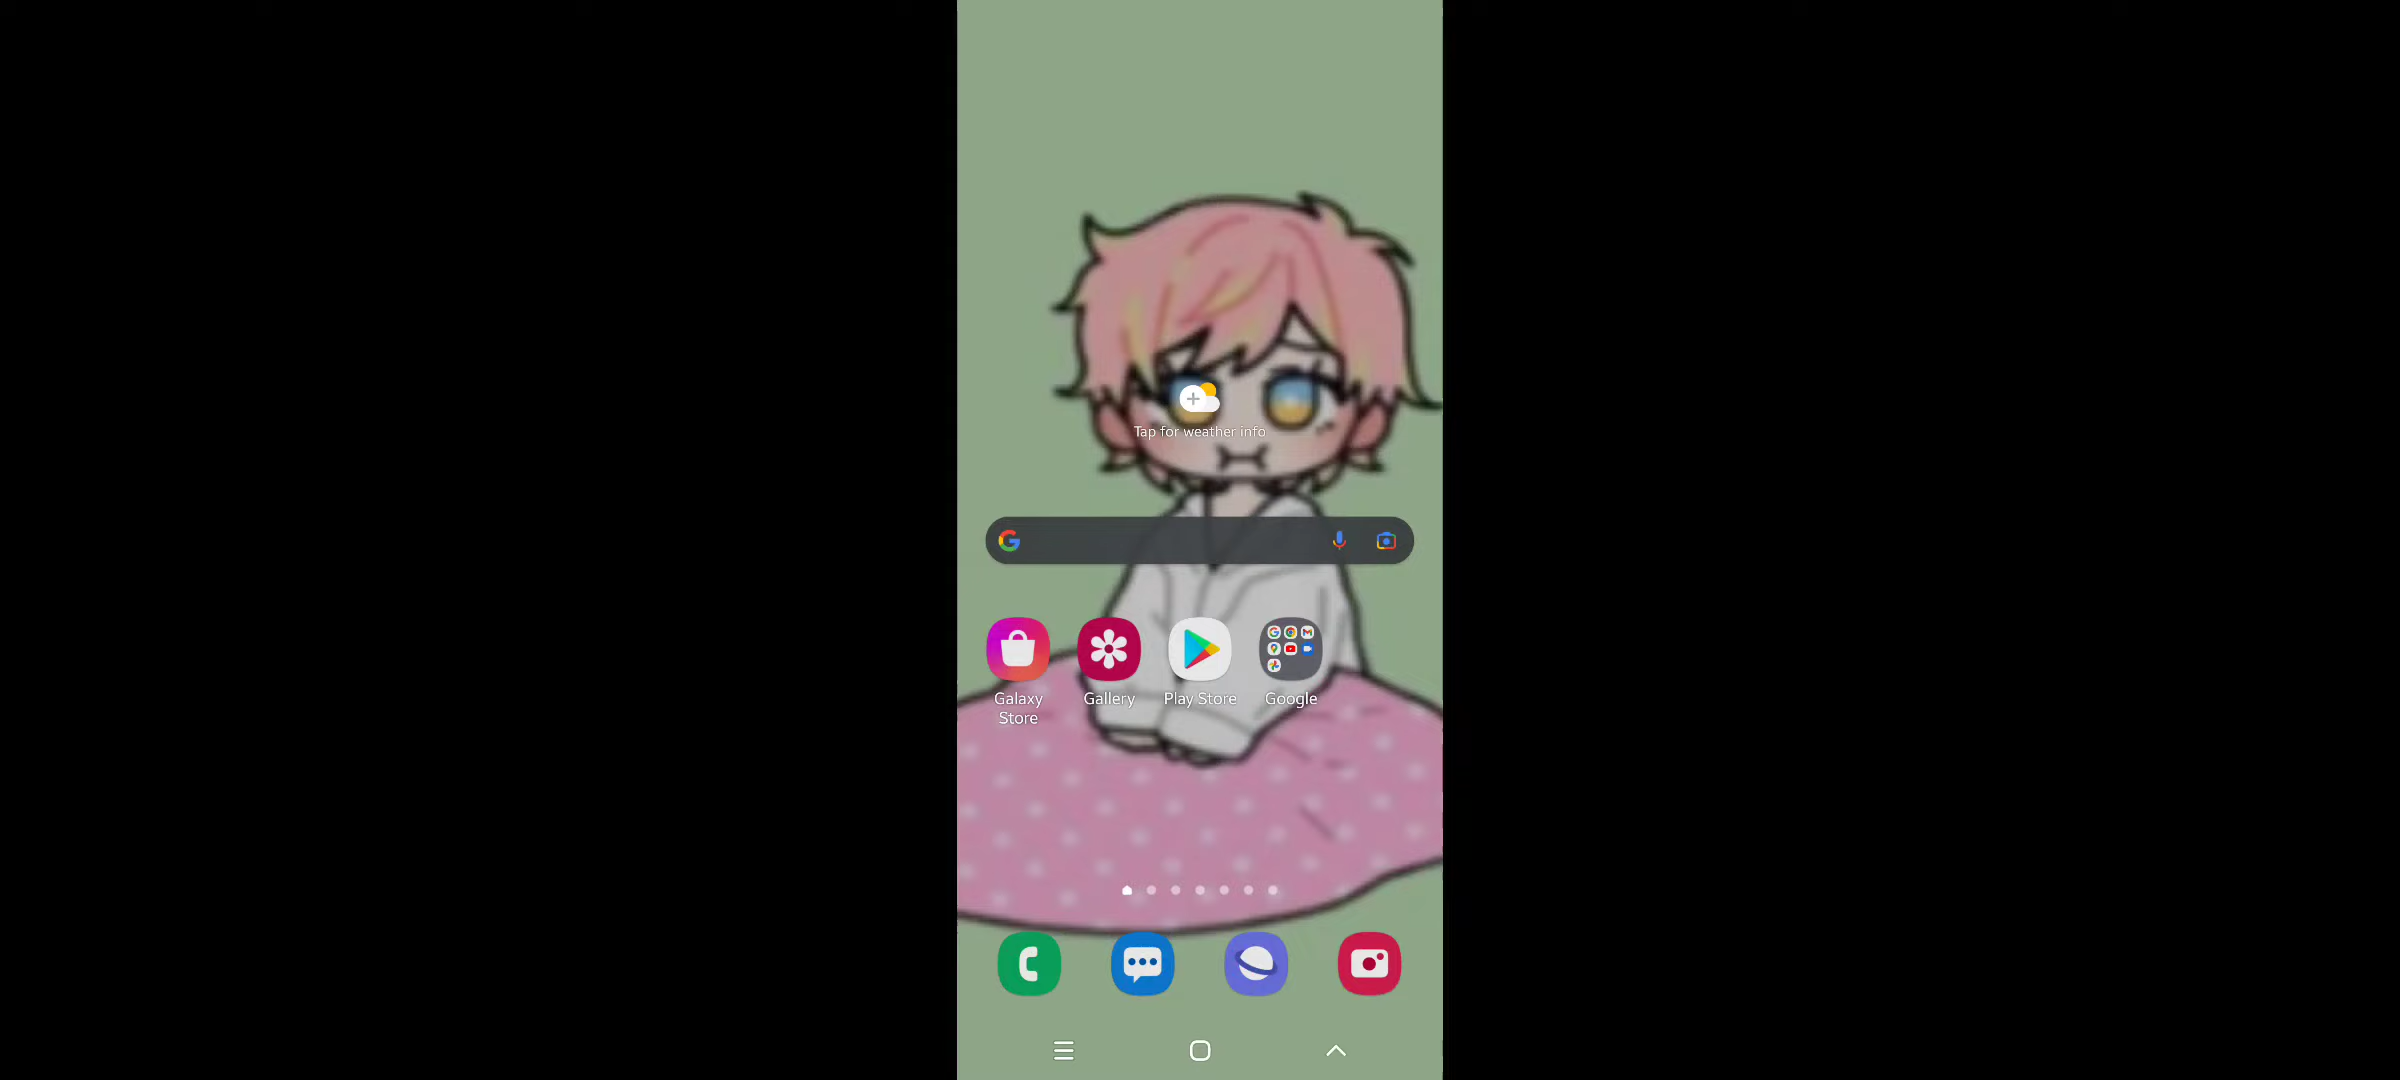 Tap for weather info
Galaxy
Store
Gallery
Play Store
Google